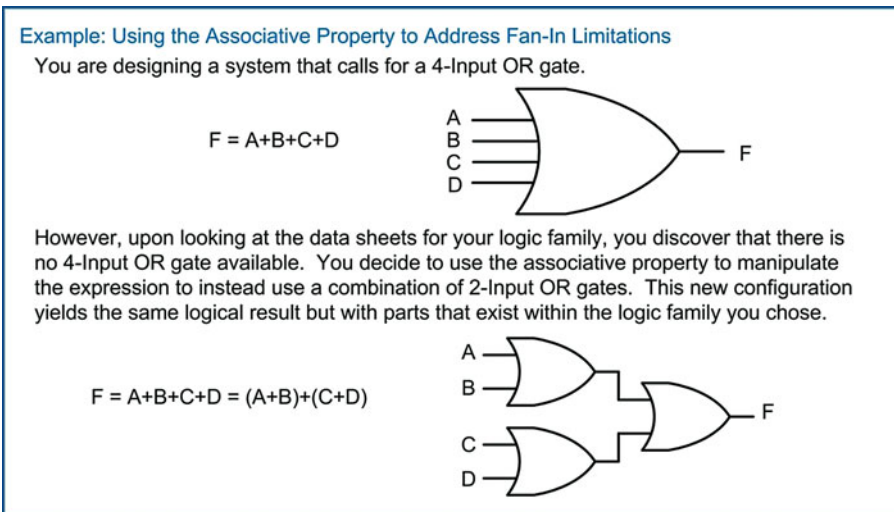 Example: Using the Associative Property to Address Fan-In Limitations
You are designing a system that calls for a 4-Input OR gate.
F = A+B+C+D
A
B
C
D
F
However, upon looking at the data sheets for your logic family, you discover that there is
no 4-Input OR gate available.  You decide to use the associative property to manipulate
the expression to instead use a combination of 2-Input OR gates.  This new configuration
yields the same logical result but with parts that exist within the logic family you chose.
F = A+B+C+D = (A+B)+(C+D)
A
B
C
D
F